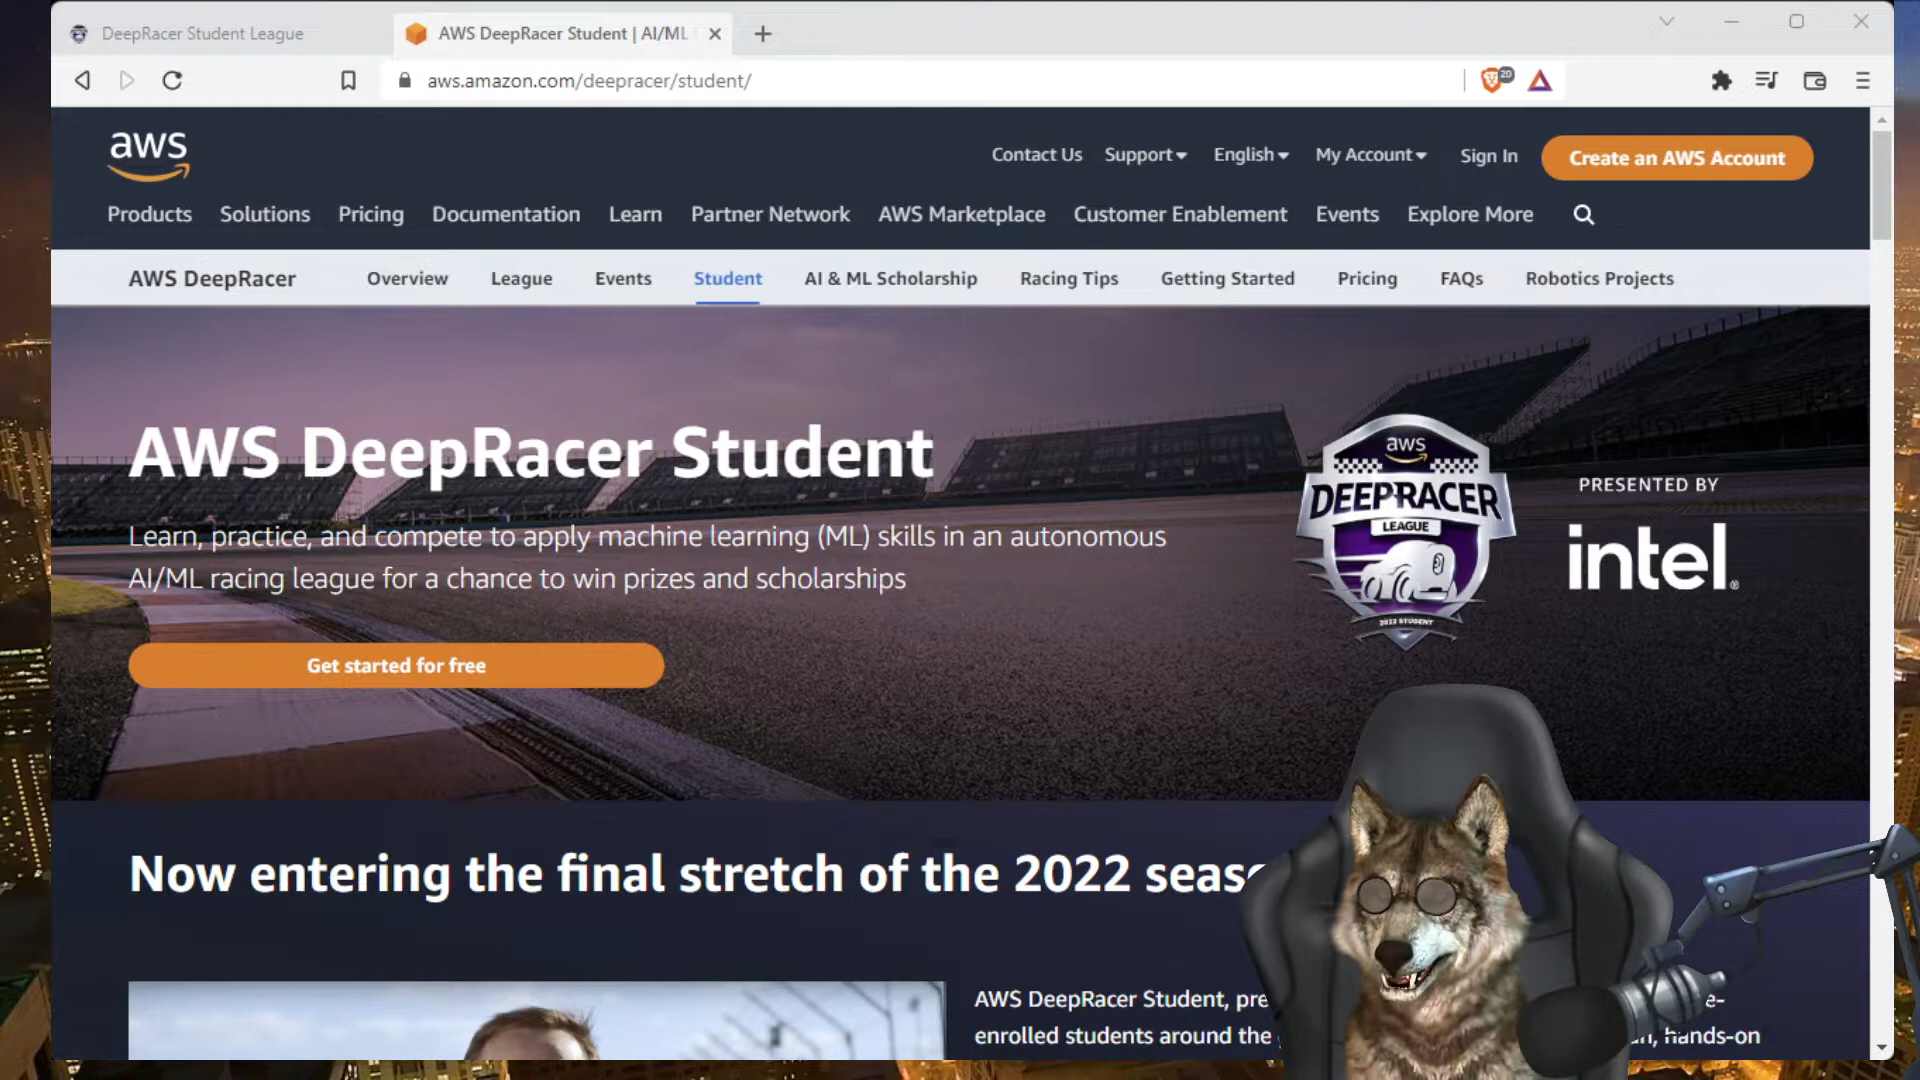 DeepRacer Student League
AWS DeepRacer Student | AI/ML
aws.amazon.com/deepracer/student/
20
aws
Contact Us Support English My Account Sign In Create an AWS Account
Products Solutions Pricing Documentation Learn Partner Network AWS Marketplace Customer Enablement Events Explore More
AWS DeepRacer Overview League Events Student AI & ML Scholarship Racing Tips Getting Started Pricing FAQs Robotics Projects
AWS DeepRacer Student
Learn, practice, and compete to apply machine learning (ML) skills in an autonomous
AI/ML racing league for a chance to win prizes and scholarships
Get started for free
aws
DEEPRACER
LEAGUE
2022 STUDENT
PRESENTED BY
intel.
Now entering the final stretch of the 2022
AWS DeepRacer Student,
enrolled students around the
hands-on